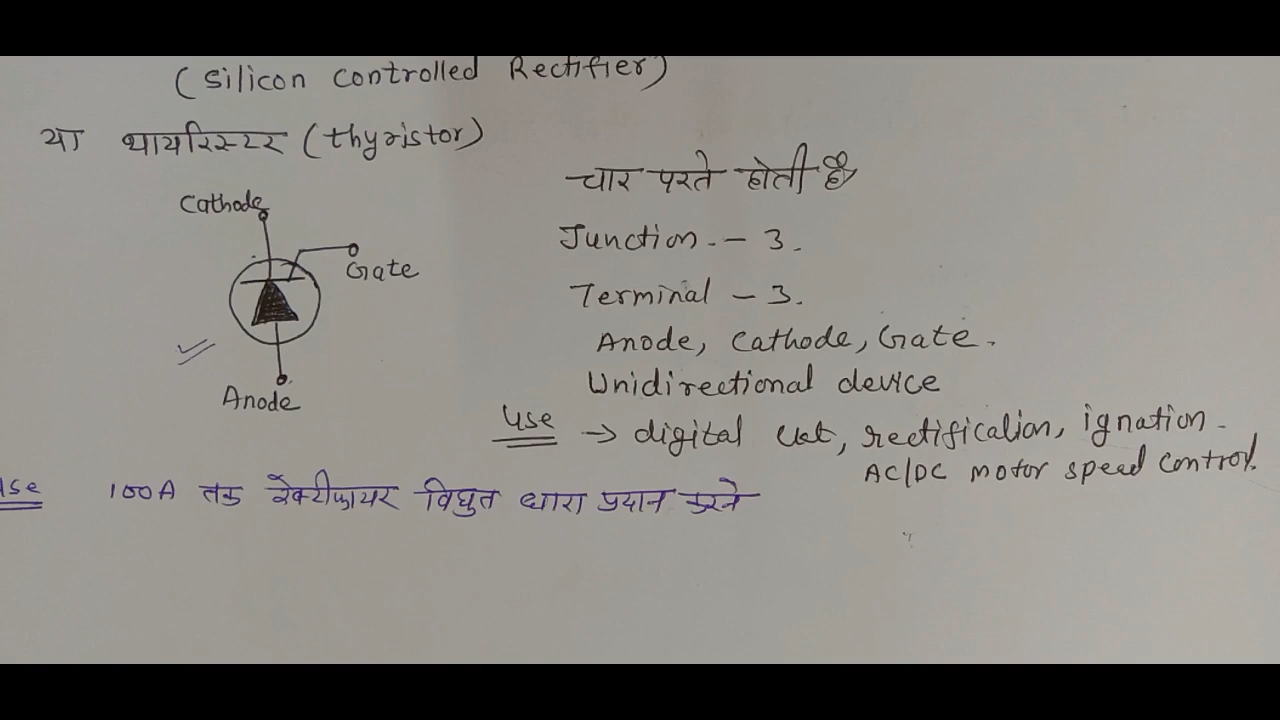 (Silicon Controlled Rectifier)
या थायरिस्टर (thyristor)
चार परते होती है
Cathode
Junction. - 3.
Gate
Terminal - 3.
Anode, Cathode, Gate.
Unidirectional device
Anode
Use → digital ckt, rectification, ignation.
AC/DC motor speed control.
Use 100A तक रेक्टीफायर विधुत धारा प्रदान करने